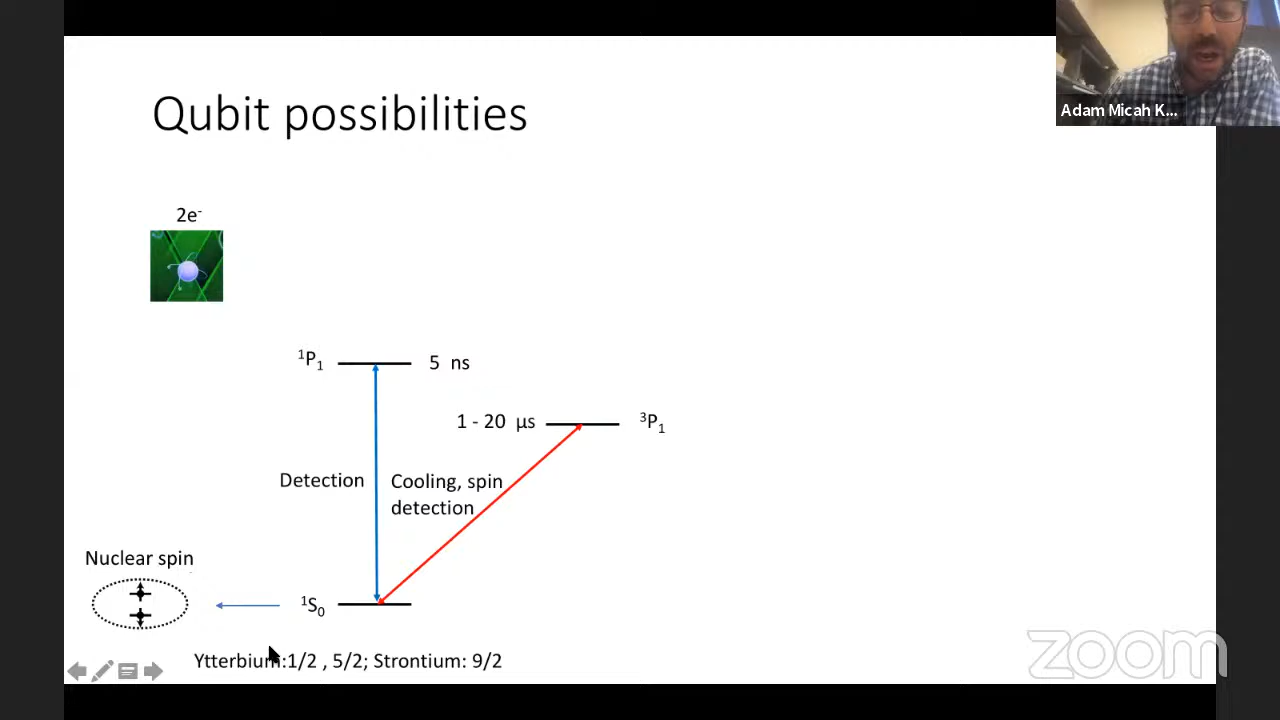 Qubit possibilities
Adam Micah K...
2e⁻
¹P₁
5 ns
1 - 20 µs
³P₁
Detection
Cooling, spin
detection
Nuclear spin
¹S₀
Ytterbium:1/2 , 5/2; Strontium: 9/2
zoom